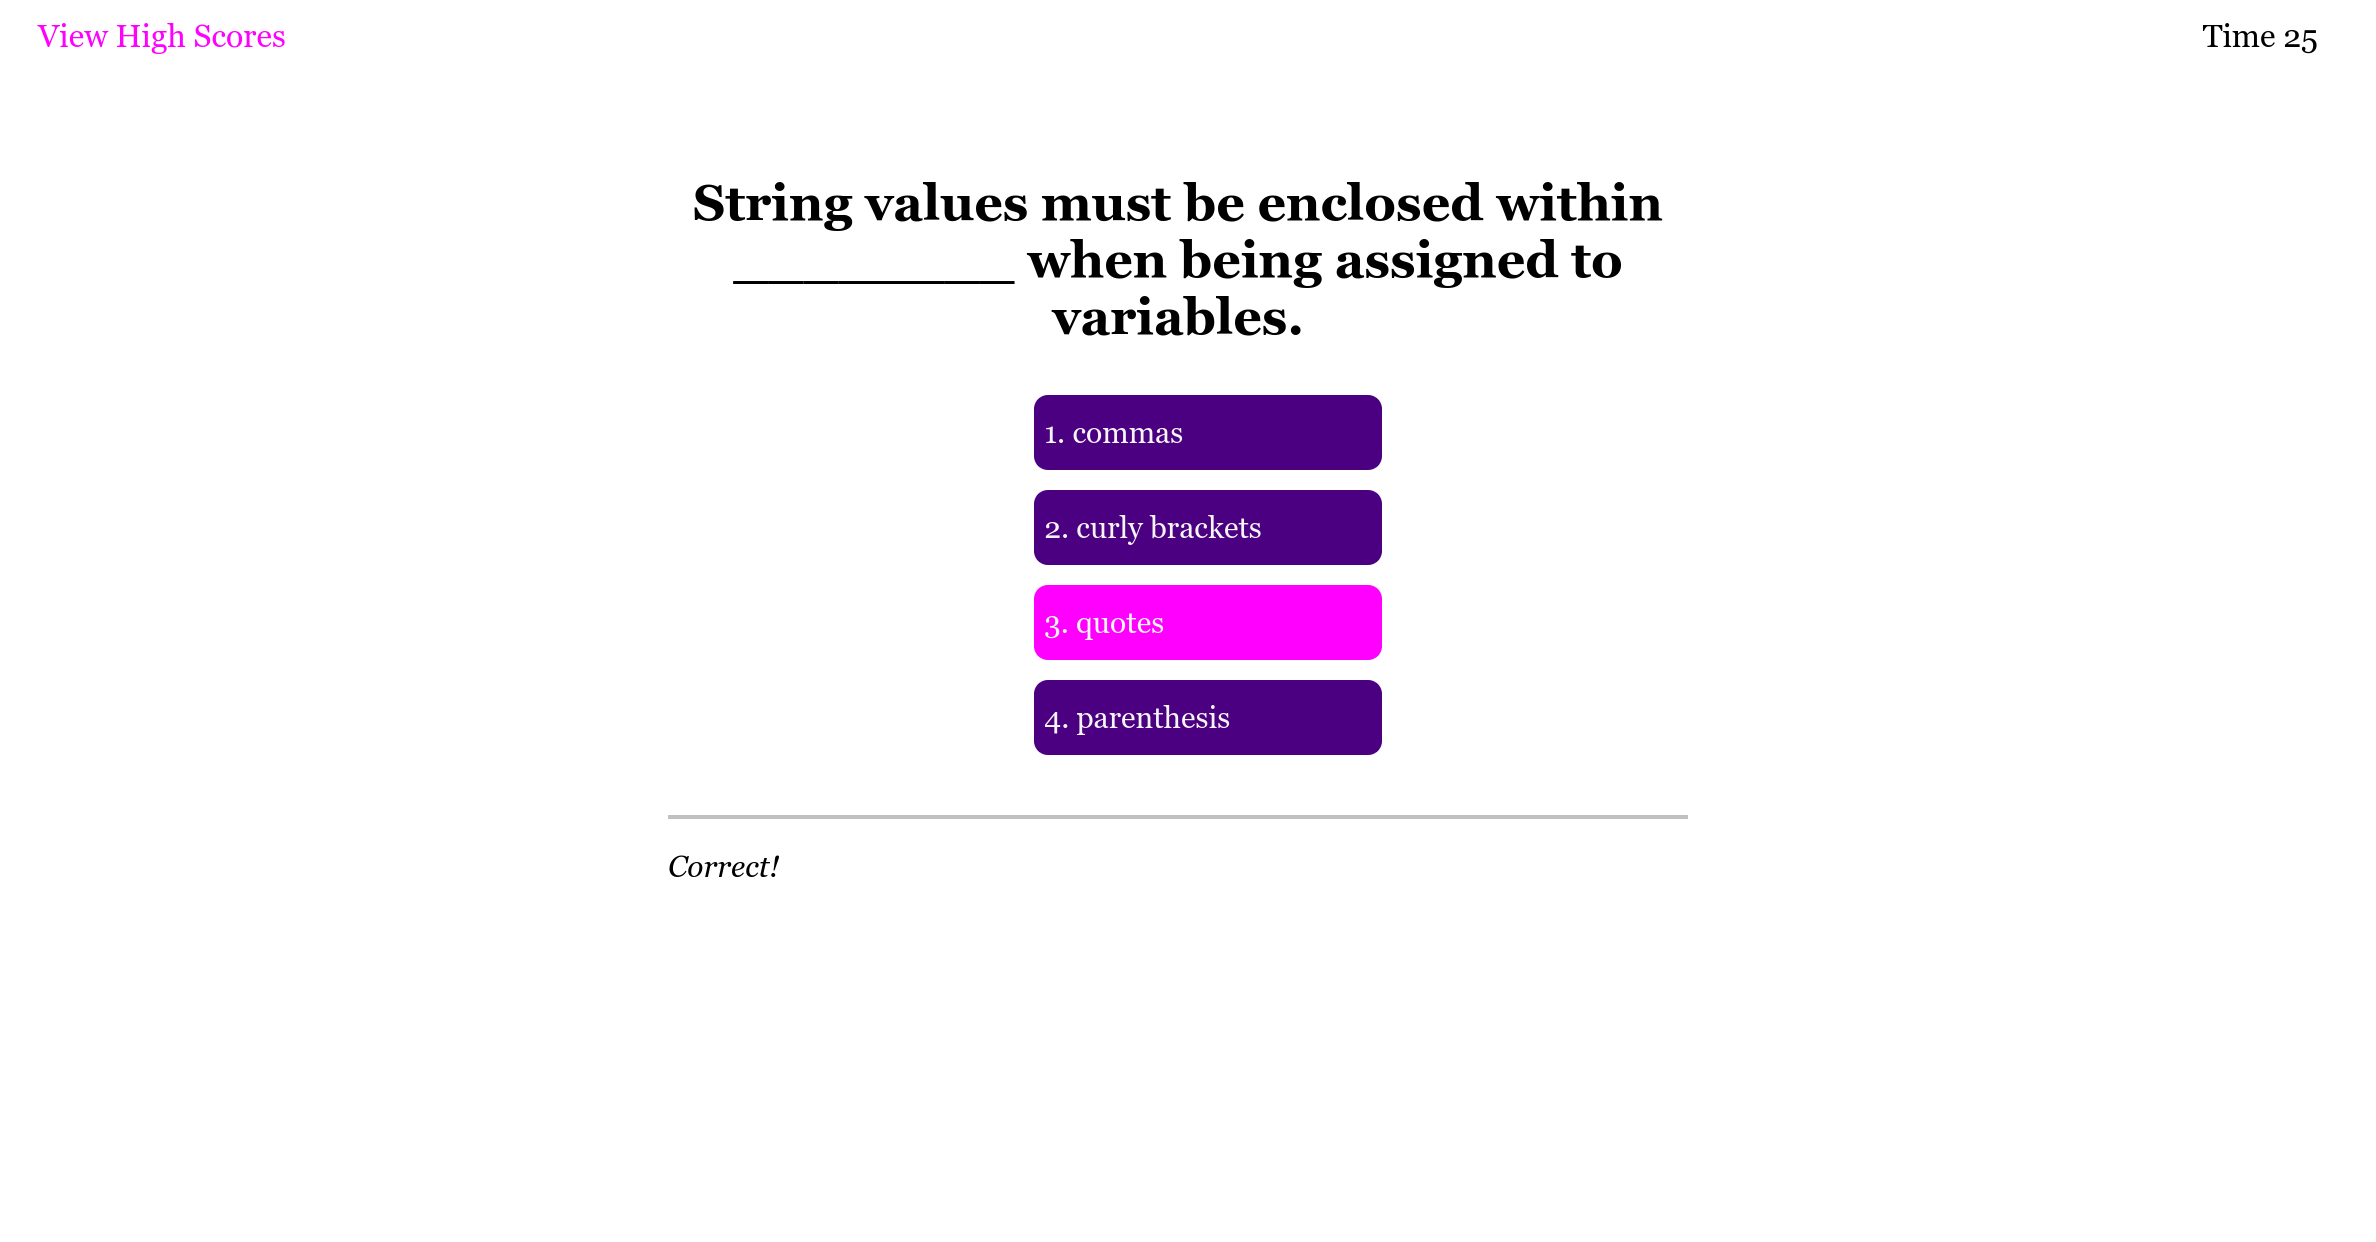 View High Scores
Time 25
String values must be enclosed within
________ when being assigned to
variables.
1. commas
2. curly brackets
3. quotes
4. parenthesis
Correct!